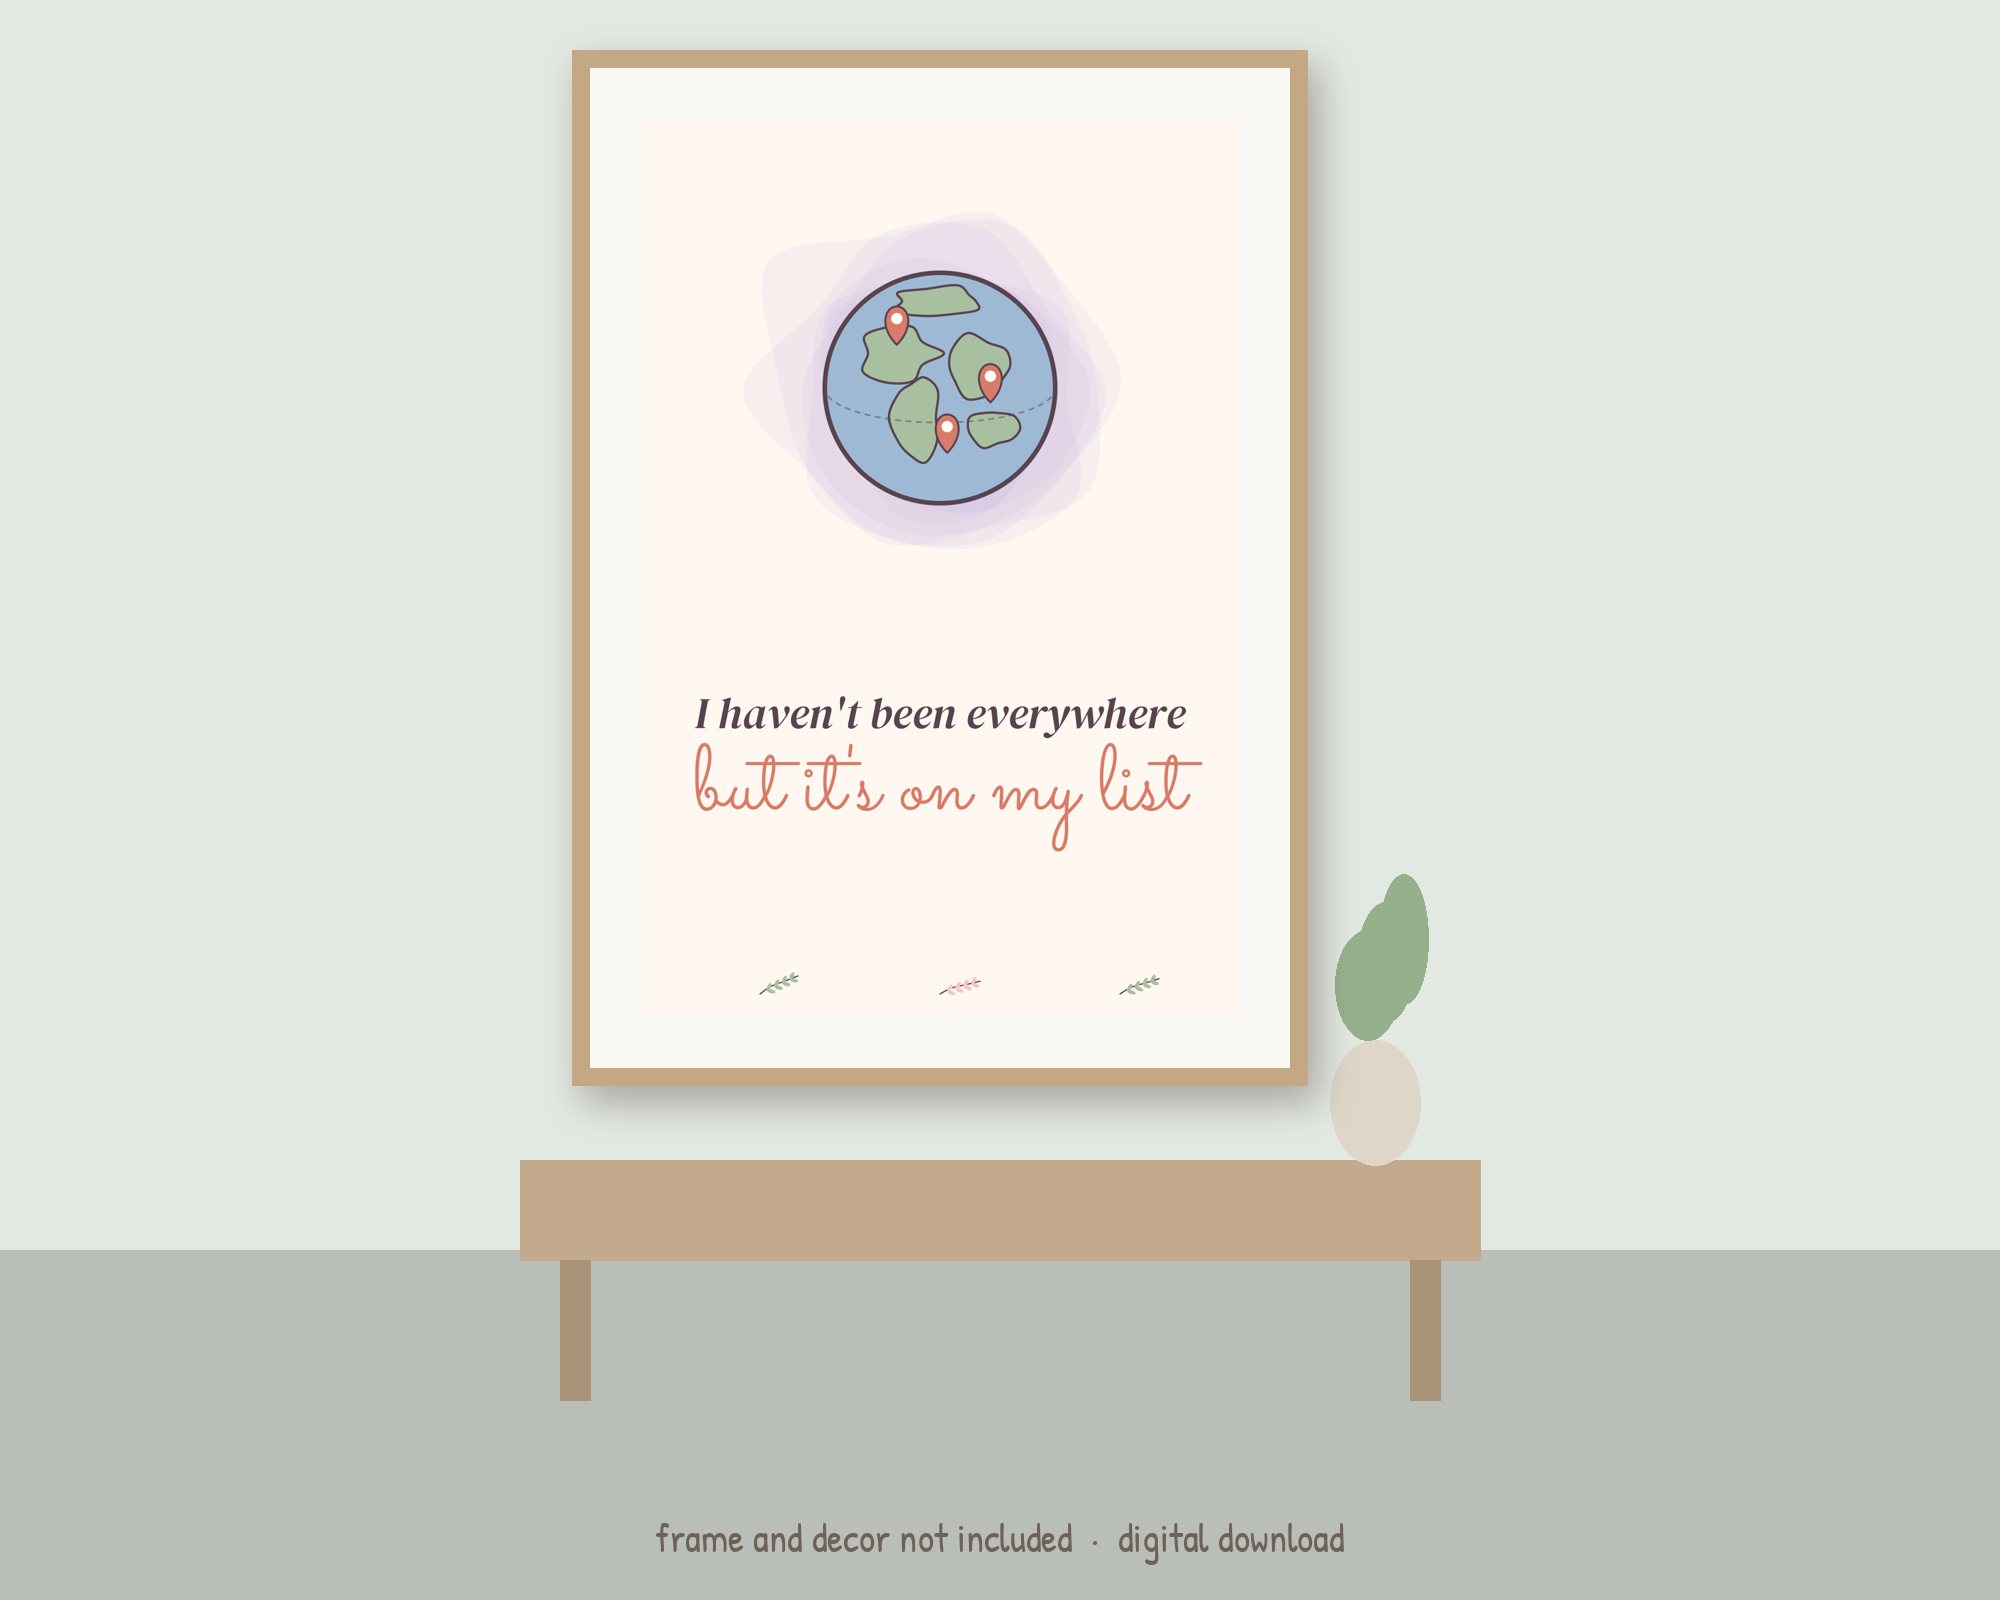 I haven't been everywhere
but it's on my list
frame and decor not included · digital download